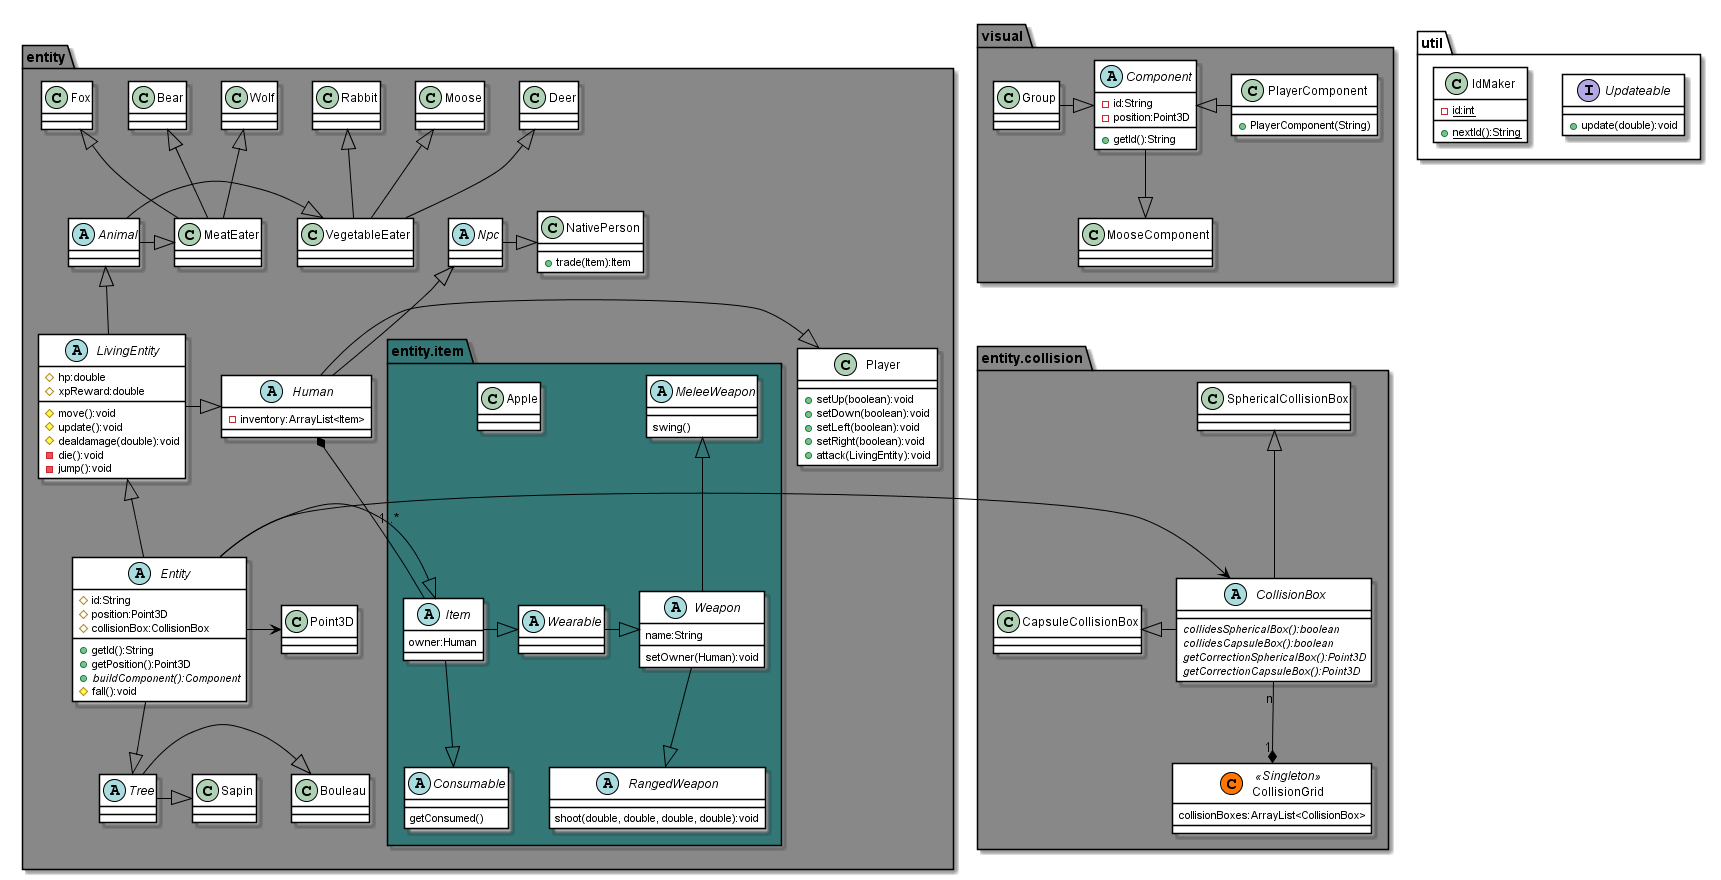 entity
C Fox
C Bear
C Wolf
C Rabbit
C Moose
C Deer
A Animal
C MeatEater
C VegetableEater
A Npc
C NativePerson
trade(Item):Item
A LivingEntity
hp:double
xpReward:double
move():void
update():void
dealdamage(double):void
die():void
jump():void
A Human
inventory:ArrayList<Item>
C Player
setUp(boolean):void
setDown(boolean):void
setLeft(boolean):void
setRight(boolean):void
attack(LivingEntity):void
A Entity
id:String
position:Point3D
collisionBox:CollisionBox
getId():String
getPosition():Point3D
buildComponent():Component
fall():void
C Point3D
A Tree
C Sapin
C Bouleau
entity.item
C Apple
A MeleeWeapon
swing()
1..*
A Item
owner:Human
A Wearable
A Weapon
name:String
setOwner(Human):void
A Consumable
getConsumed()
A RangedWeapon
shoot(double, double, double, double):void
visual
C Group
A Component
id:String
position:Point3D
getId():String
C PlayerComponent
PlayerComponent(String)
C MooseComponent
util
C IdMaker
id:int
nextId():String
I Updateable
update(double):void
entity.collision
C SphericalCollisionBox
C CapsuleCollisionBox
A CollisionBox
collidesSphericalBox():boolean
collidesCapsuleBox():boolean
getCorrectionSphericalBox():Point3D
getCorrectionCapsuleBox():Point3D
n
1
C «Singleton»
CollisionGrid
collisionBoxes:ArrayList<CollisionBox>